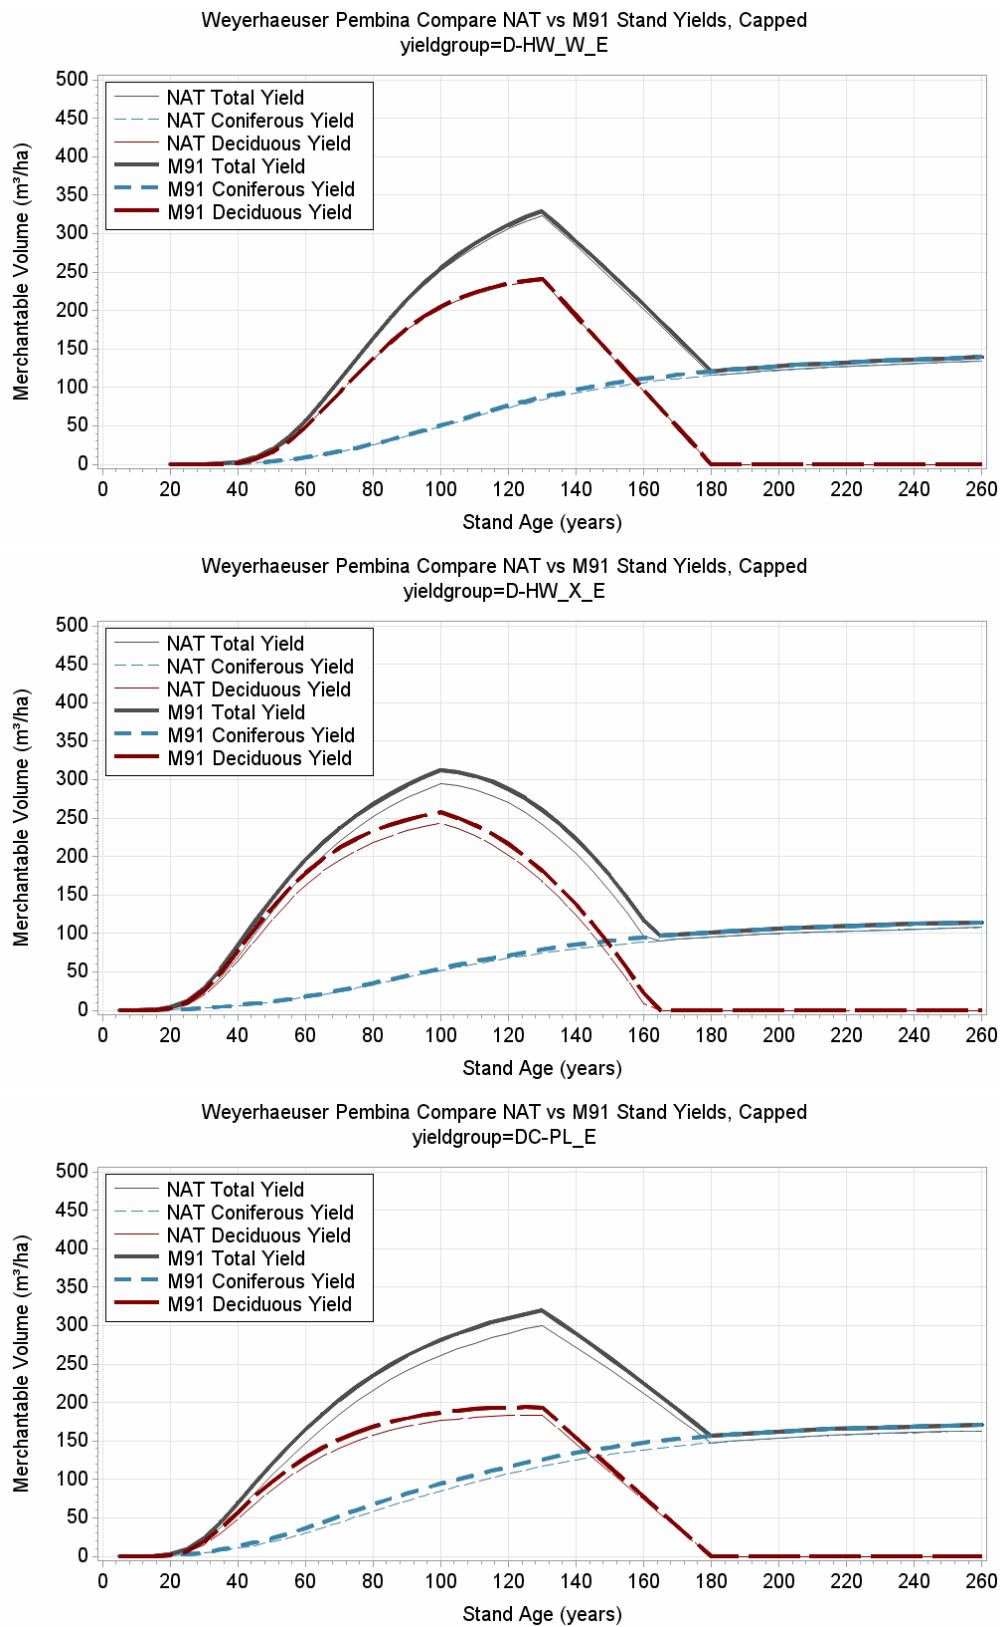 Weyerhaeuser Pembina Compare NAT vs M91 Stand Yields, Capped
yieldgroup=D-HW_W_E
Merchantable Volume (m³/ha)
500
450
400
350
300
250
200
150
100
50
0
NAT Total Yield
NAT Coniferous Yield
NAT Deciduous Yield
M91 Total Yield
M91 Coniferous Yield
M91 Deciduous Yield
0 20 40 60 80 100 120 140 160 180 200 220 240 260
Stand Age (years)
Weyerhaeuser Pembina Compare NAT vs M91 Stand Yields, Capped
yieldgroup=D-HW_X_E
Merchantable Volume (m³/ha)
500
450
400
350
300
250
200
150
100
50
0
NAT Total Yield
NAT Coniferous Yield
NAT Deciduous Yield
M91 Total Yield
M91 Coniferous Yield
M91 Deciduous Yield
0 20 40 60 80 100 120 140 160 180 200 220 240 260
Stand Age (years)
Weyerhaeuser Pembina Compare NAT vs M91 Stand Yields, Capped
yieldgroup=DC-PL_E
Merchantable Volume (m³/ha)
500
450
400
350
300
250
200
150
100
50
0
NAT Total Yield
NAT Coniferous Yield
NAT Deciduous Yield
M91 Total Yield
M91 Coniferous Yield
M91 Deciduous Yield
0 20 40 60 80 100 120 140 160 180 200 220 240 260
Stand Age (years)